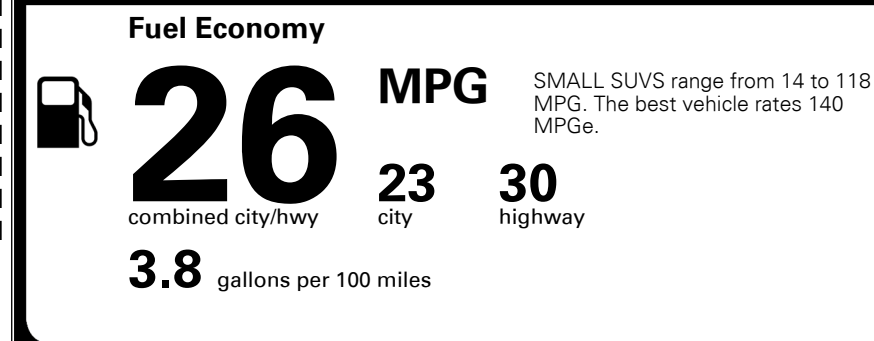 Fuel Economy
26
MPG
SMALL SUVS range from 14 to 118
MPG. The best vehicle rates 140
MPGe.
combined city/hwy
23
city
30
highway
3.8 gallons per 100 miles